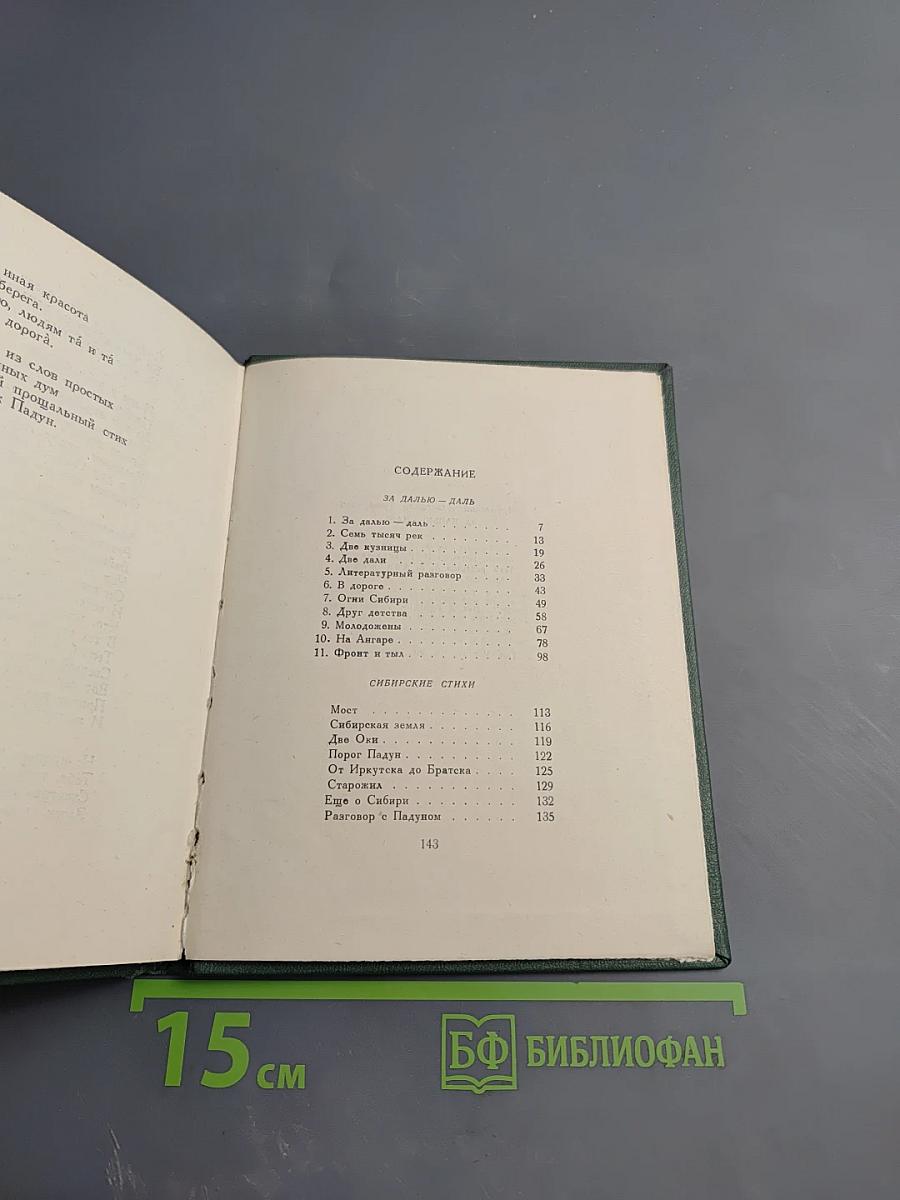 иная красота
берега.
людям та́ и та́
дорога̀.
из слов простых
дум
прощальный стих
Падун.
СОДЕРЖАНИЕ
ЗА ДАЛЬЮ — ДАЛЬ
1. За далью — даль . . . . . . . . 7
2. Семь тысяч рек . . . . . . . . 13
3. Две кузницы . . . . . . . . . . 19
4. Две дали . . . . . . . . . . . 26
5. Литературный разговор . . . . 33
6. В дороге . . . . . . . . . . . 43
7. Огни Сибири . . . . . . . . . 49
8. Друг детства . . . . . . . . . 58
9. Молодожены . . . . . . . . . . 67
10. На Ангаре . . . . . . . . . . 78
11. Фронт и тыл . . . . . . . . . 98
СИБИРСКИЕ СТИХИ
Мост . . . . . . . . . . . . . 113
Сибирская земля . . . . . . . 116
Две Оки . . . . . . . . . . . 119
Порог Падун . . . . . . . . . 122
От Иркутска до Братска . . . . 125
Старожил . . . . . . . . . . . 129
Еще о Сибири . . . . . . . . . 132
Разговор с Падуном . . . . . . 135
143
15 см БФ БИБЛИОФАН